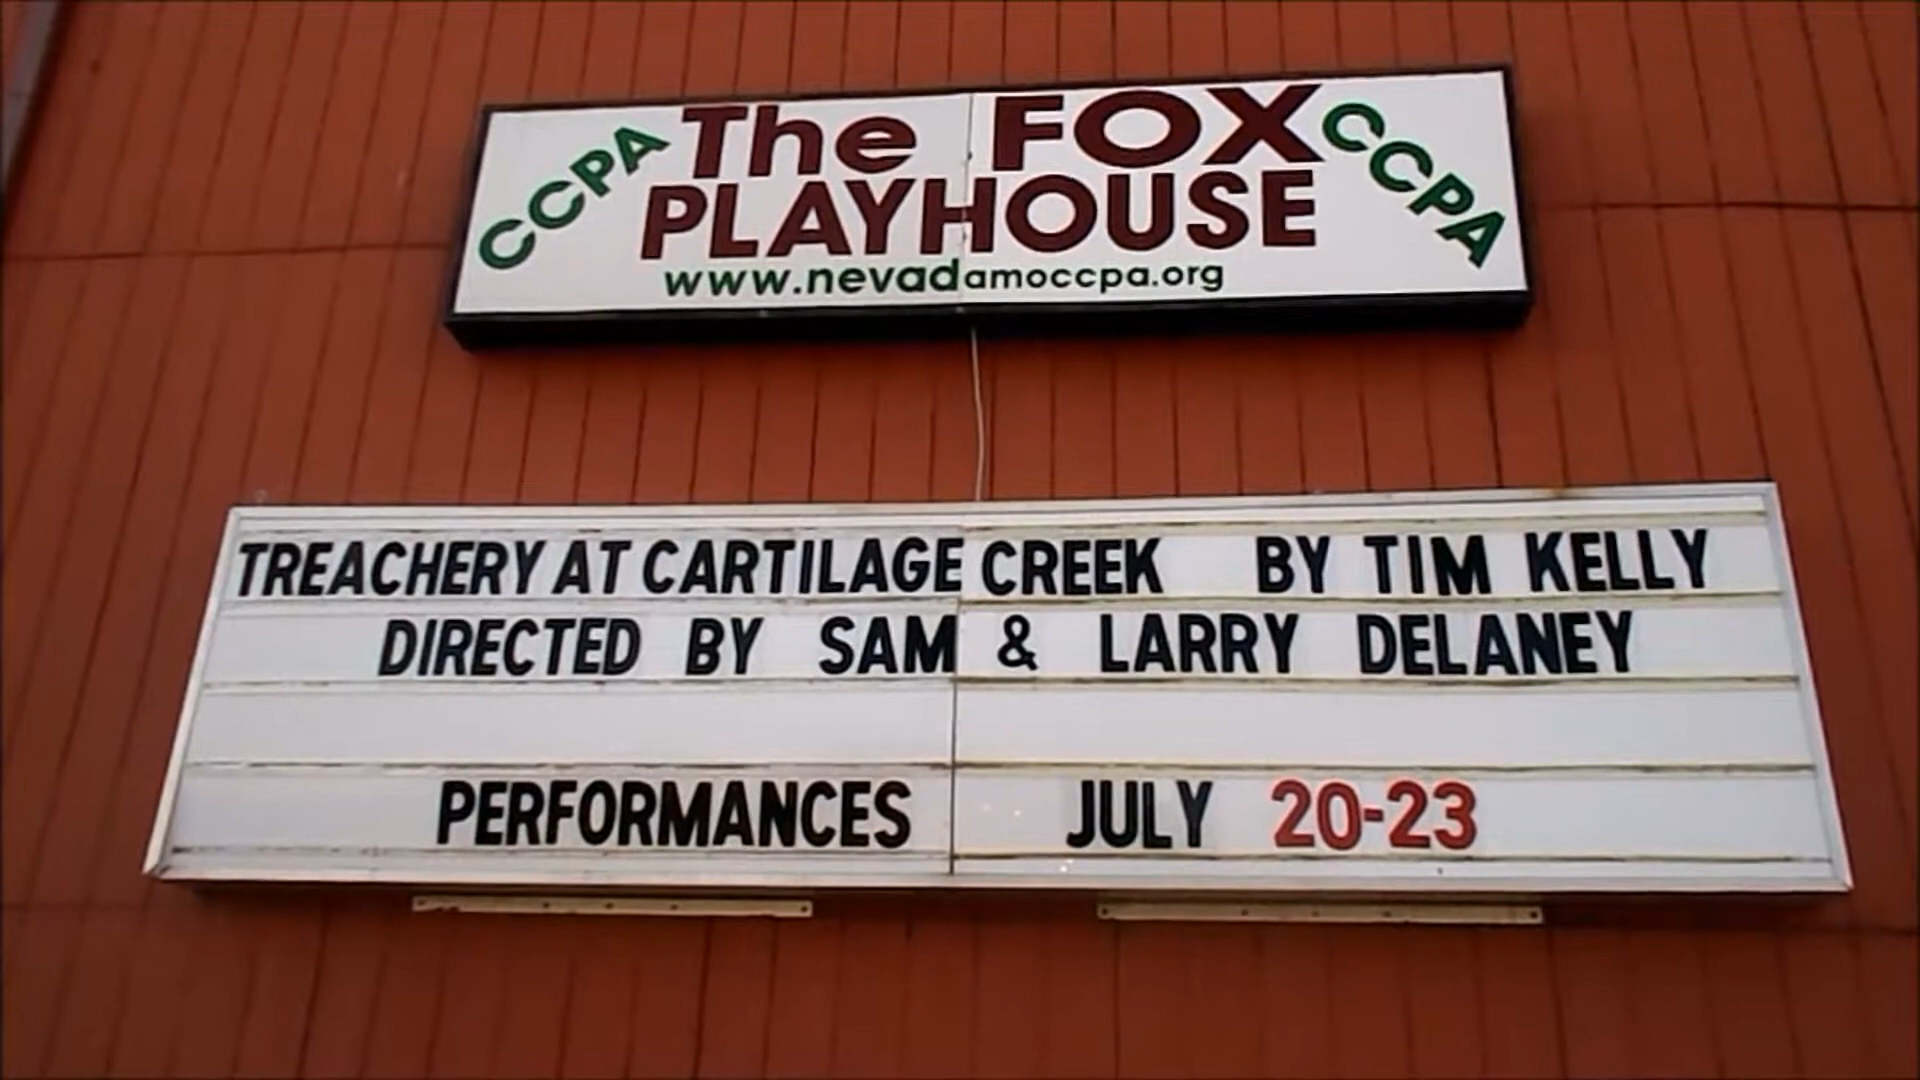 CCPA The FOX CCPA
PLAYHOUSE
www.nevadamoccpa.org
TREACHERY AT CARTILAGE CREEK BY TIM KELLY
DIRECTED BY SAM & LARRY DELANEY
PERFORMANCES JULY 20-23